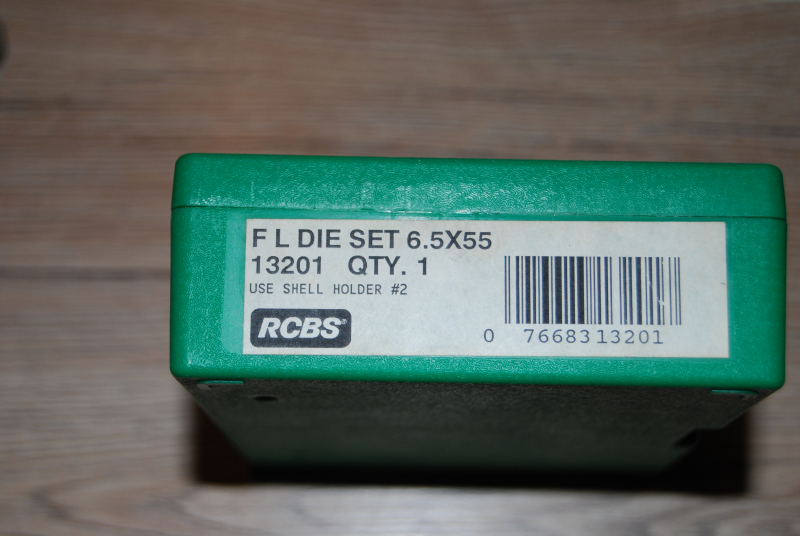 F L DIE SET 6.5X55
13201 QTY. 1
USE SHELL HOLDER #2
RCBS
0 7668313201